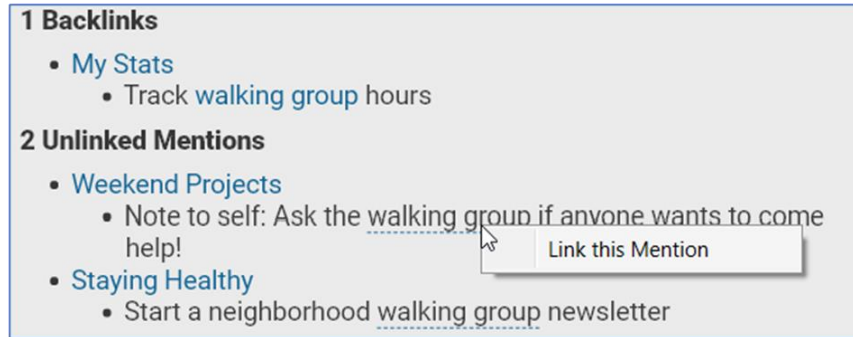 1 Backlinks
• My Stats
• Track walking group hours
2 Unlinked Mentions
• Weekend Projects
• Note to self: Ask the walking group if anyone wants to come
help!
Link this Mention
• Staying Healthy
• Start a neighborhood walking group newsletter